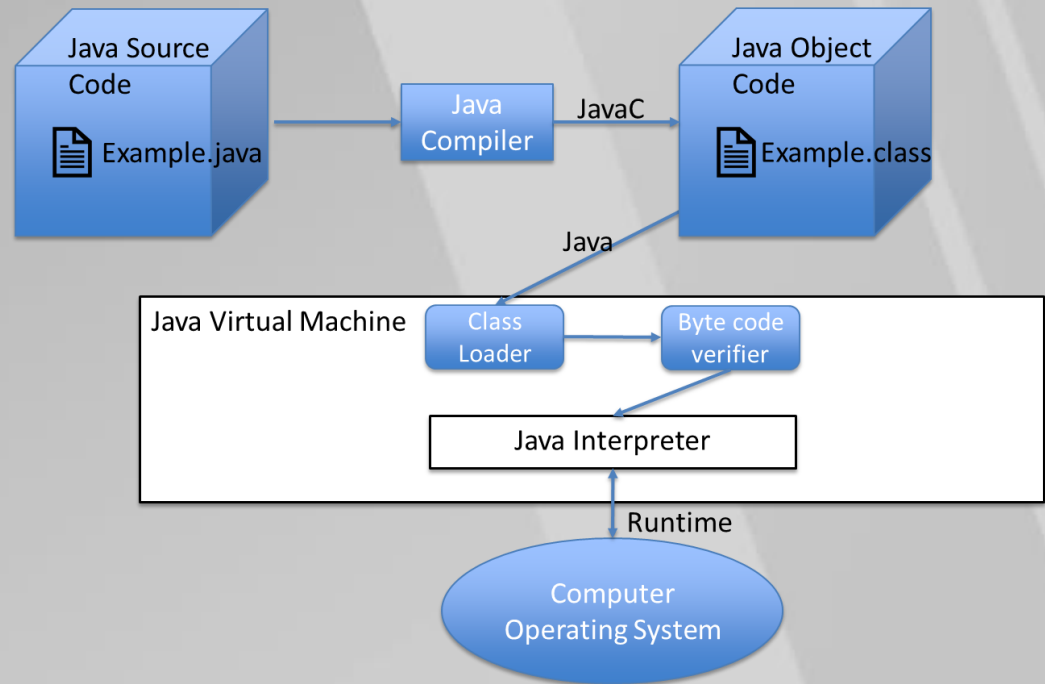 Java Source
Code
Example.java
Java
Compiler
JavaC
Java Object
Code
Example.class
Java
Java Virtual Machine
Class
Loader
Byte code
verifier
Java Interpreter
Runtime
Computer
Operating System